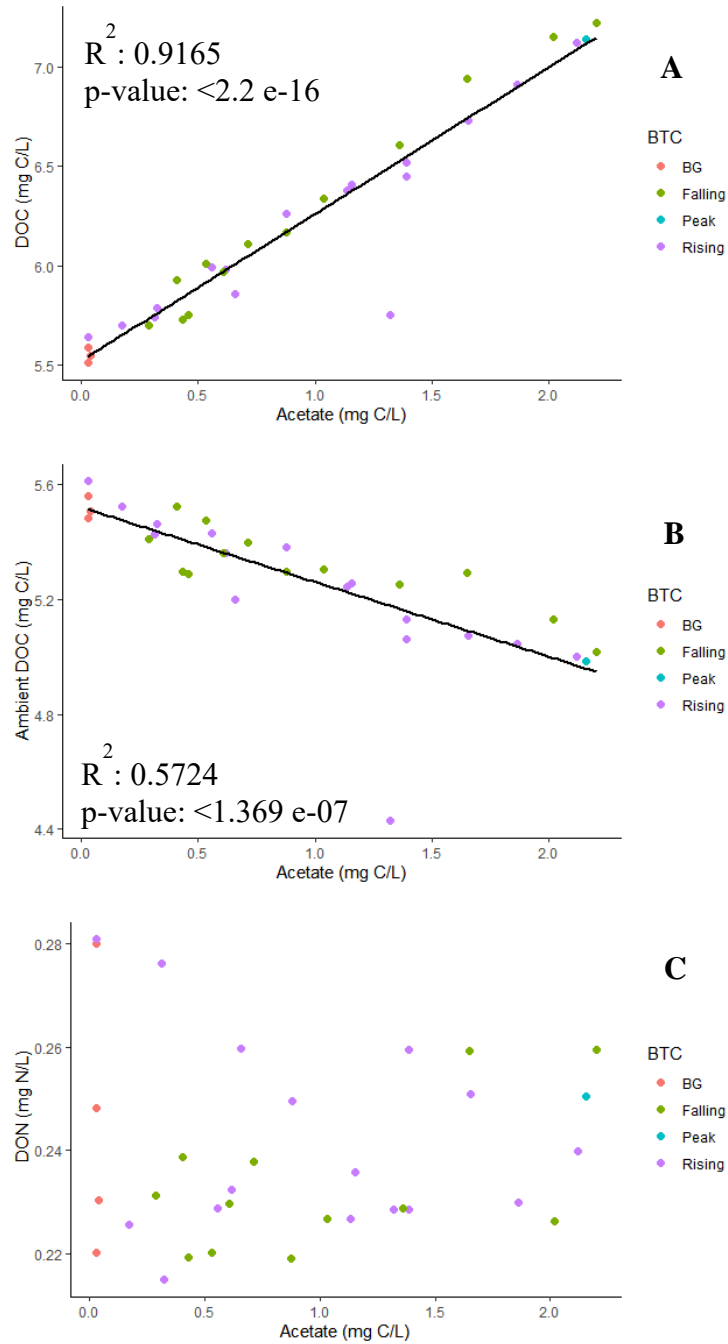 R²: 0.9165
p-value: <2.2 e-16
A
DOC (mg C/L)
7.0
6.5
6.0
5.5
0.0 0.5 1.0 1.5 2.0
Acetate (mg C/L)
BTC
BG
Falling
Peak
Rising
B
Ambient DOC (mg C/L)
5.6
5.2
4.8
4.4
R²: 0.5724
p-value: <1.369 e-07
0.0 0.5 1.0 1.5 2.0
Acetate (mg C/L)
BTC
BG
Falling
Peak
Rising
C
DON (mg N/L)
0.28
0.26
0.24
0.22
0.0 0.5 1.0 1.5 2.0
Acetate (mg C/L)
BTC
BG
Falling
Peak
Rising